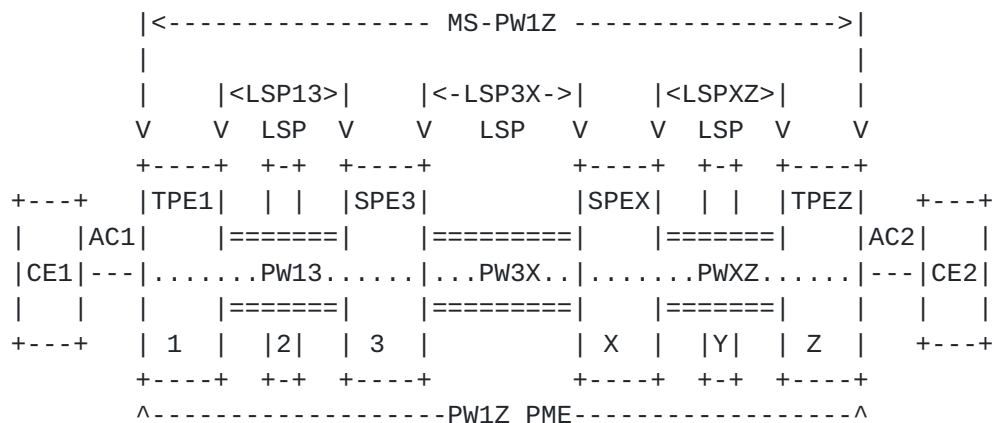 |<---------------- MS-PW1Z ---------------->|
|                                           |
|    |<LSP13>|    |<-LSP3X->|    |<LSPXZ>|    |
V    V  LSP  V    V   LSP   V    V  LSP  V    V
+----+  +-+  +----+         +----+  +-+  +----+
+---+   |TPE1|  | |  |SPE3|         |SPEX|  | |  |TPEZ|   +---+
|   |AC1|    |=======|    |=========|    |=======|    |AC2|   |
|CE1|---|.......PW13......|...PW3X..|.......PWXZ......|---|CE2|
|   |   |    |=======|    |=========|    |=======|    |   |   |
+---+   | 1  |  |2|  | 3  |         | X  |  |Y|  | Z  |   +---+
+----+  +-+  +----+         +----+  +-+  +----+
^-------------------PW1Z PME------------------^